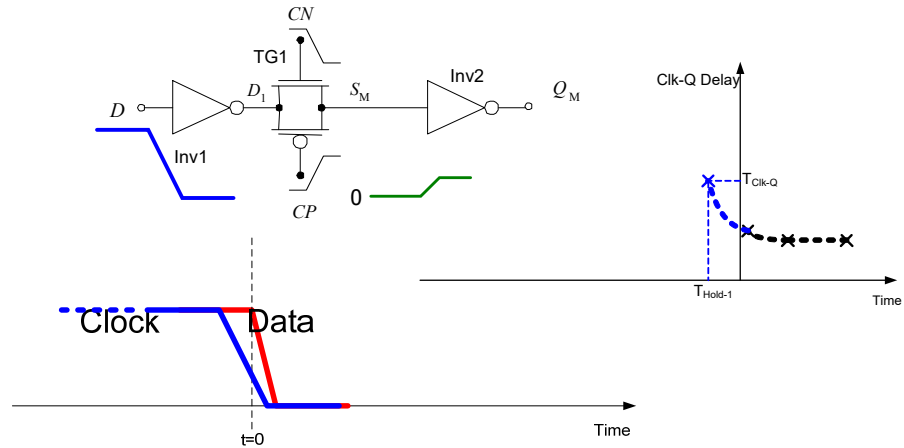 CN
TG1
D
D1
SM
Inv2
QM
Inv1
CP
0
Clk-Q Delay
TClk-Q
THold-1
Time
Clock
Data
t=0
Time